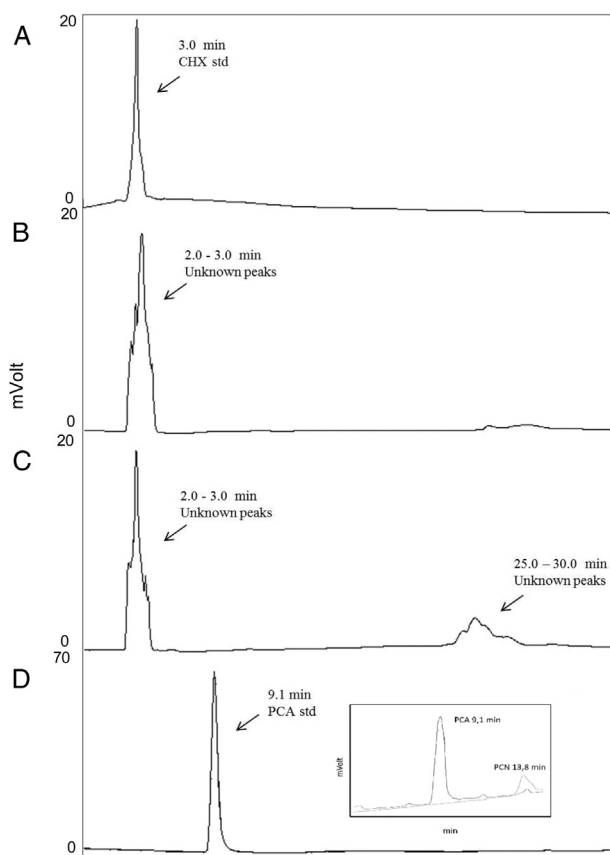 A
20
3.0 min
CHX std
0
20
B
2.0 - 3.0 min
Unknown peaks
mVolt
0
20
C
2.0 - 3.0 min
Unknown peaks
25.0 – 30.0 min
Unknown peaks
0
70
D
9.1 min
PCA std
PCA 9,1 min
PCN 13,8 min
mVolt
min
0